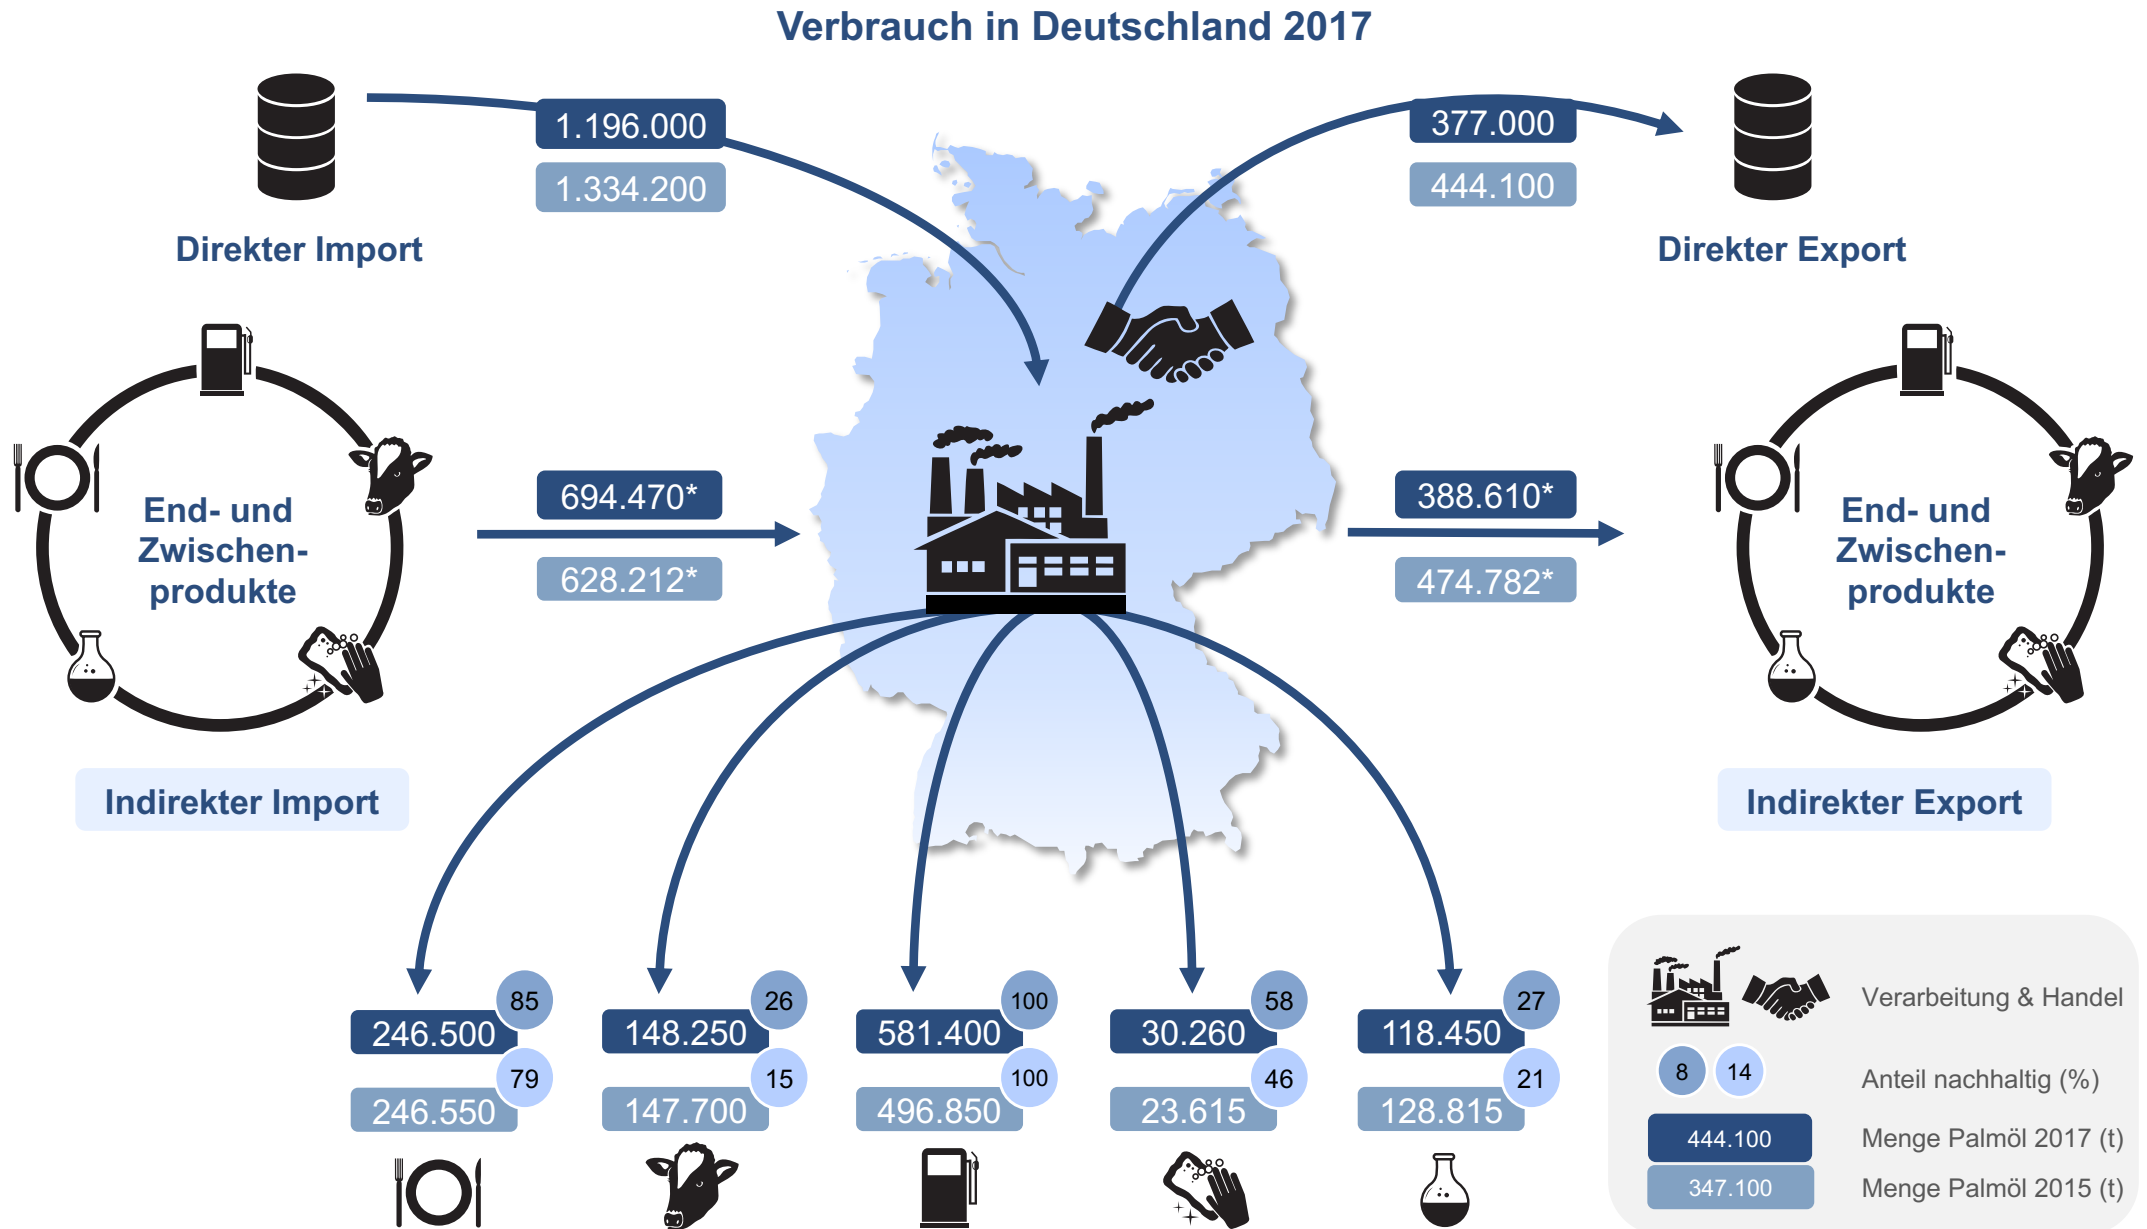 Verbrauch in Deutschland 2017
1.196.000
1.334.200
377.000
444.100
Direkter Import
Direkter Export
End- und
Zwischen-
produkte
694.470*
628.212*
388.610*
474.782*
End- und
Zwischen-
produkte
Indirekter Import
Indirekter Export
85
246.500
79
246.550
26
148.250
15
147.700
100
581.400
100
496.850
58
30.260
46
23.615
27
118.450
21
128.815
Verarbeitung & Handel
8 14 Anteil nachhaltig (%)
444.100 Menge Palmöl 2017 (t)
347.100 Menge Palmöl 2015 (t)